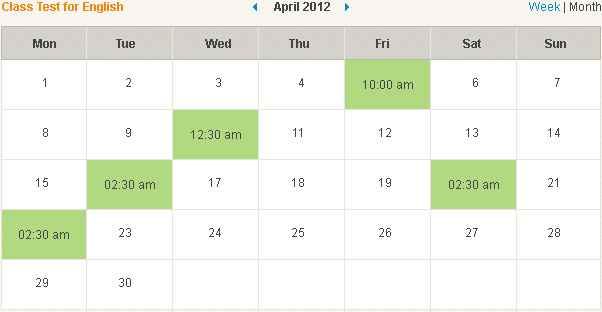 Class Test for English April 2012 Week | Month
Mon Tue Wed Thu Fri Sat Sun
1 2 3 4 10:00 am 6 7
8 9 12:30 am 11 12 13 14
15 02:30 am 17 18 19 02:30 am 21
02:30 am 23 24 25 26 27 28
29 30